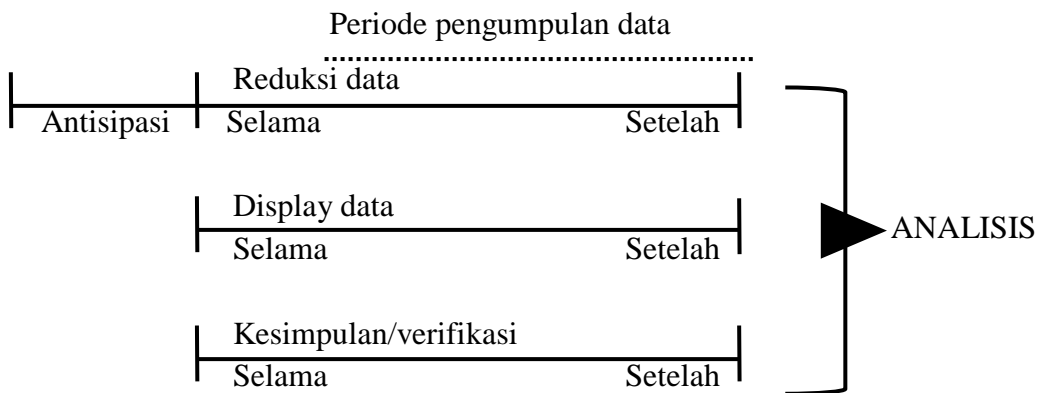 Periode pengumpulan data
Reduksi data
Antisipasi Selama Setelah
Display data
Selama Setelah
ANALISIS
Kesimpulan/verifikasi
Selama Setelah